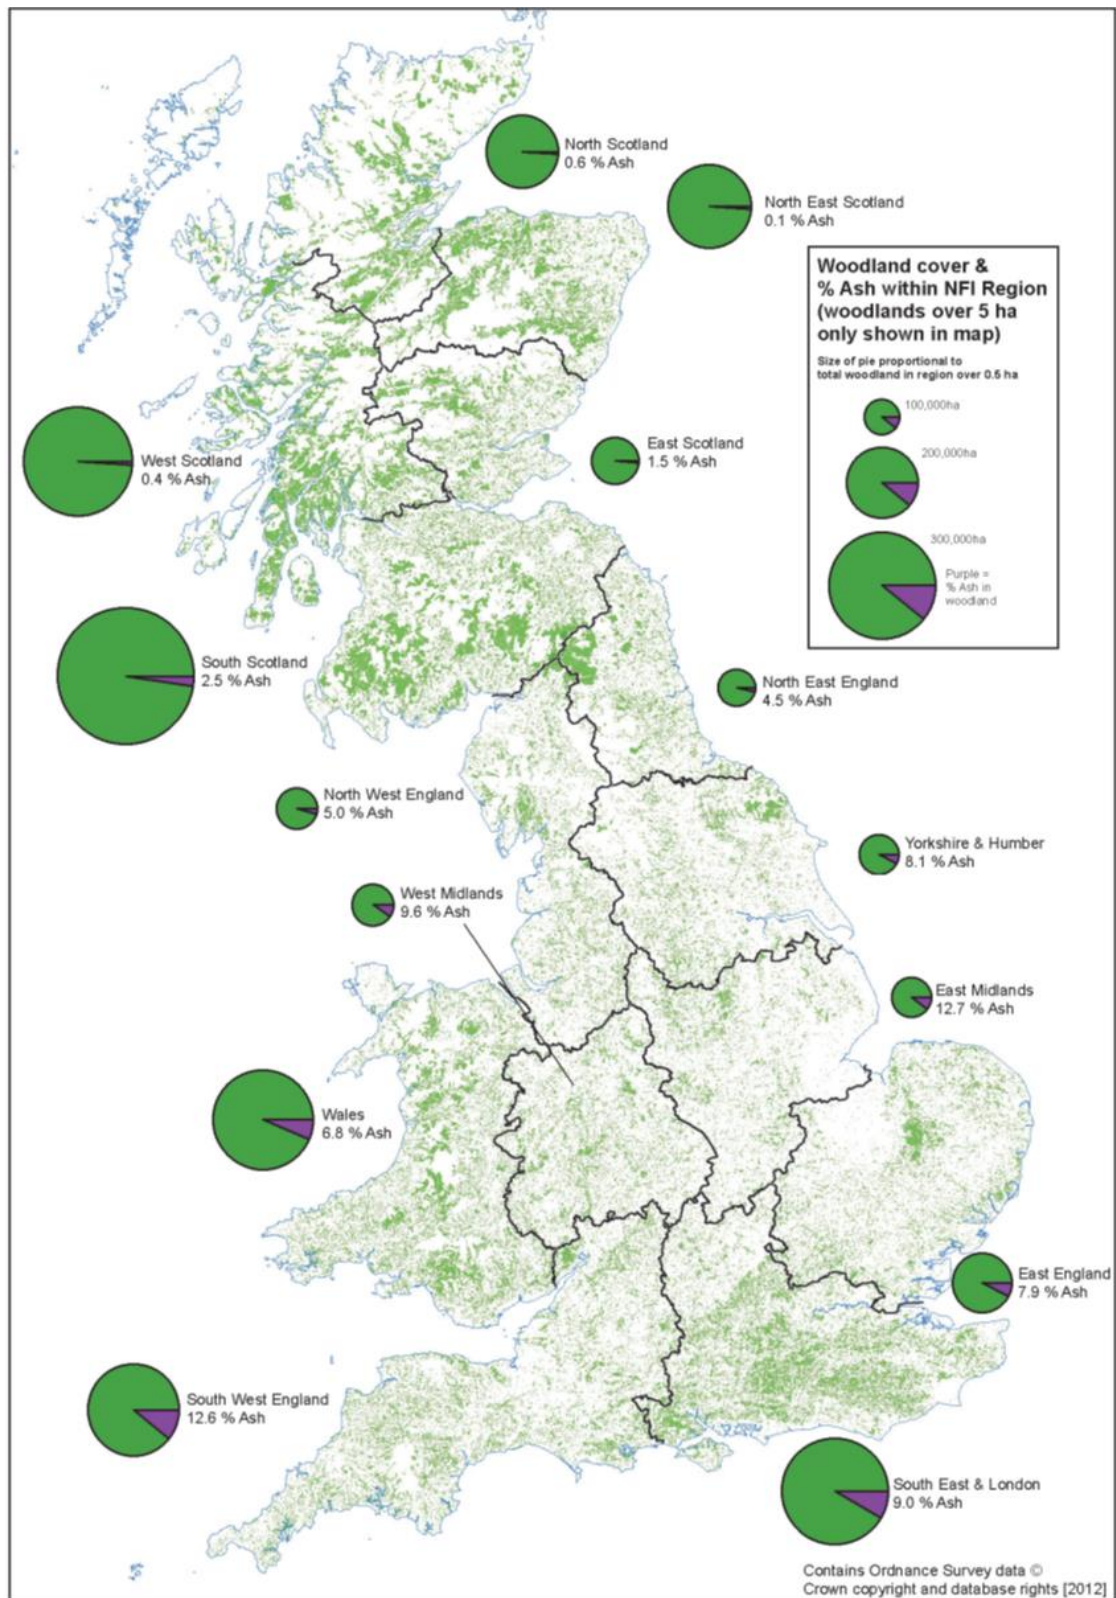 North Scotland
0.6 % Ash
North East Scotland
0.1 % Ash
Woodland cover &
% Ash within NFI Region
(woodlands over 5 ha
only shown in map)
Size of pie proportional to
total woodland in region over 0.5 ha
100,000ha
200,000ha
300,000ha
Purple =
% Ash in
woodland
West Scotland
0.4 % Ash
East Scotland
1.5 % Ash
South Scotland
2.5 % Ash
North East England
4.5 % Ash
North West England
5.0 % Ash
Yorkshire & Humber
8.1 % Ash
West Midlands
9.6 % Ash
East Midlands
12.7 % Ash
Wales
6.8 % Ash
East England
7.9 % Ash
South West England
12.6 % Ash
South East & London
9.0 % Ash
Contains Ordnance Survey data ©
Crown copyright and database rights [2012]